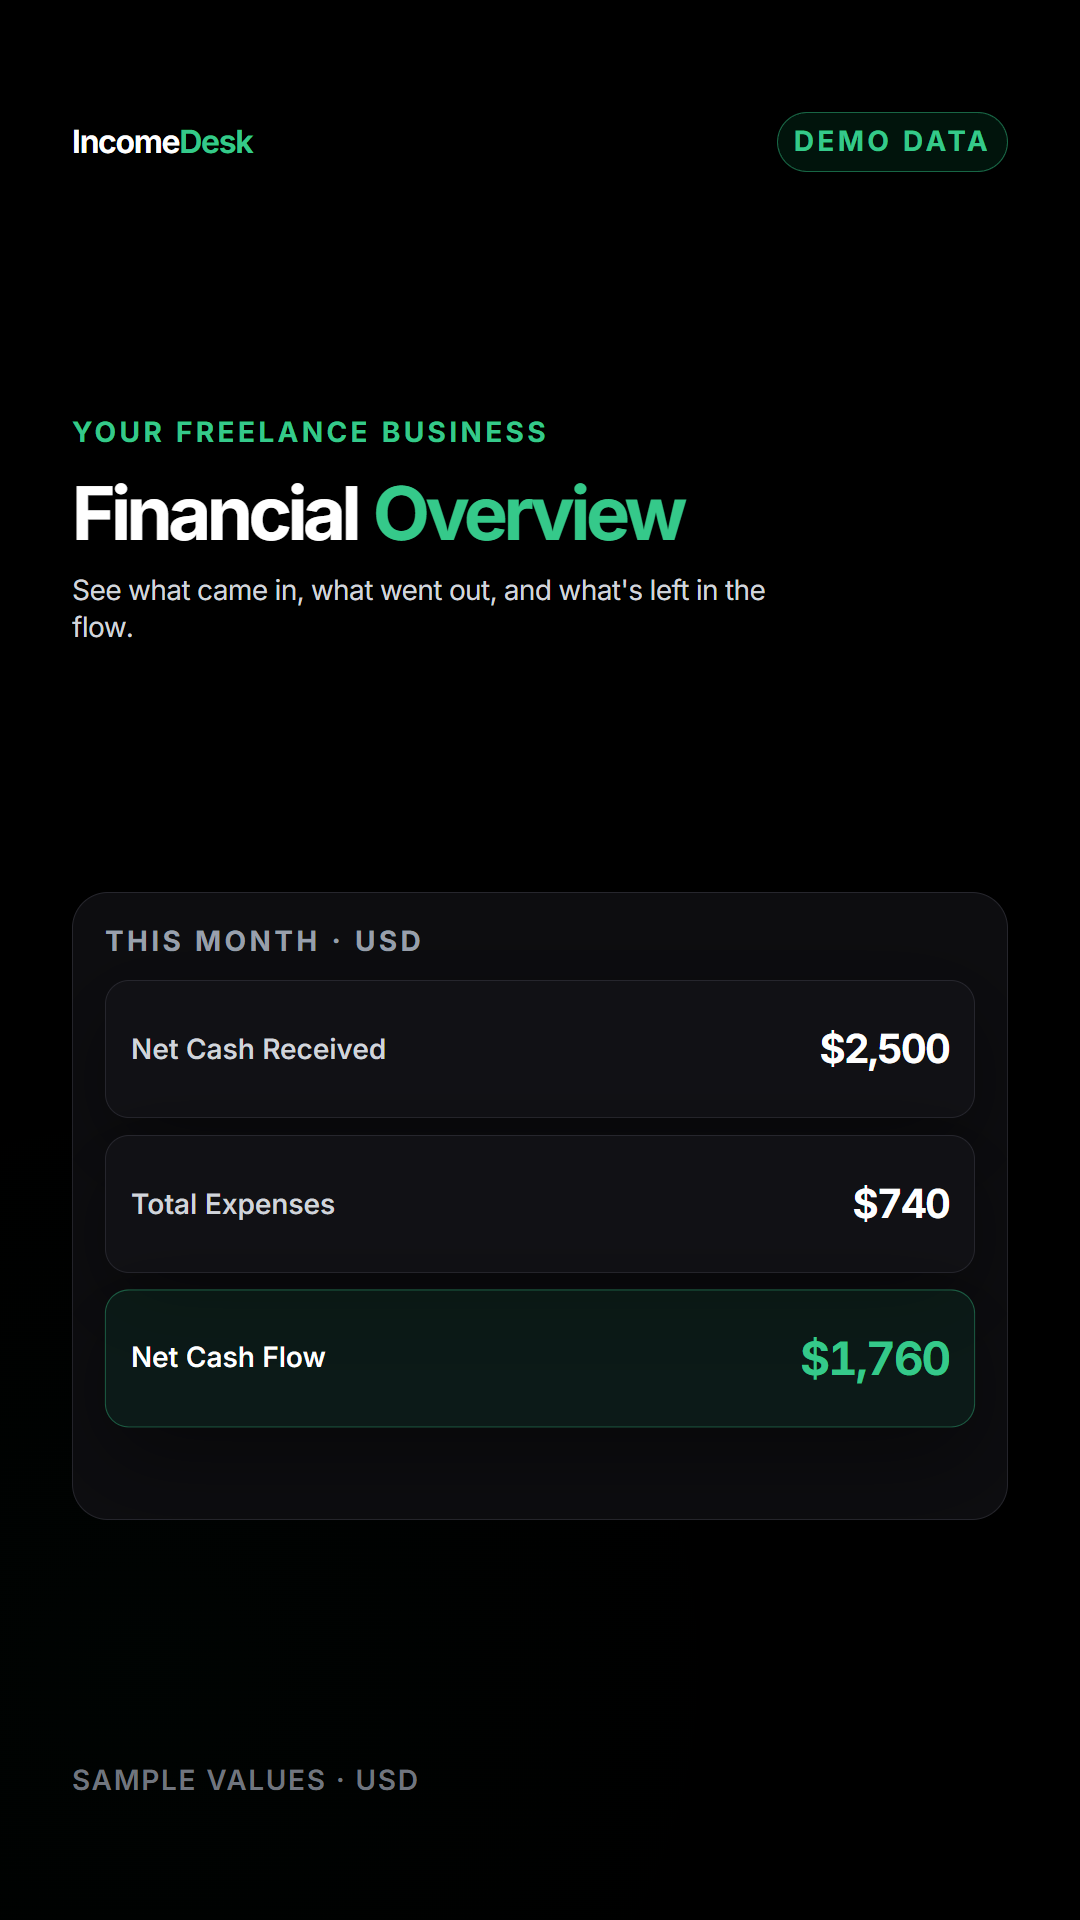 IncomeDesk
DEMO DATA
YOUR FREELANCE BUSINESS
Financial Overview
See what came in, what went out, and what's left in the
flow.
THIS MONTH · USD
Net Cash Received $2,500
Total Expenses $740
Net Cash Flow $1,760
SAMPLE VALUES · USD